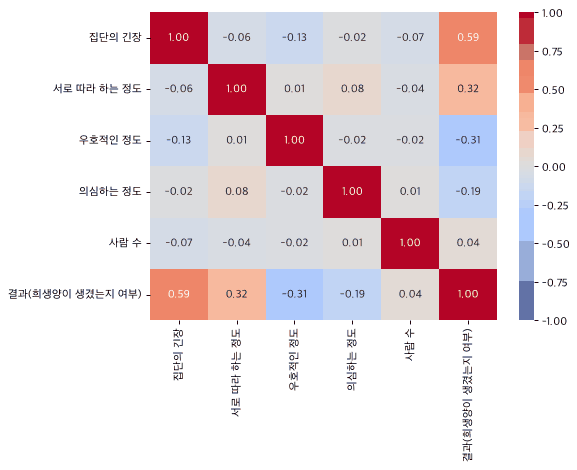 집단의 긴장
1.00 -0.06 -0.13 -0.02 -0.07 0.59
서로 따라 하는 정도
-0.06 1.00 0.01 0.08 -0.04 0.32
우호적인 정도
-0.13 0.01 1.00 -0.02 -0.02 -0.31
의심하는 정도
-0.02 0.08 -0.02 1.00 0.01 -0.19
사람 수
-0.07 -0.04 -0.02 0.01 1.00 0.04
결과(희생양이 생겼는지 여부)
0.59 0.32 -0.31 -0.19 0.04 1.00
집단의 긴장
서로 따라 하는 정도
우호적인 정도
의심하는 정도
사람 수
결과(희생양이 생겼는지 여부)
1.00
0.75
0.50
0.25
0.00
-0.25
-0.50
-0.75
-1.00